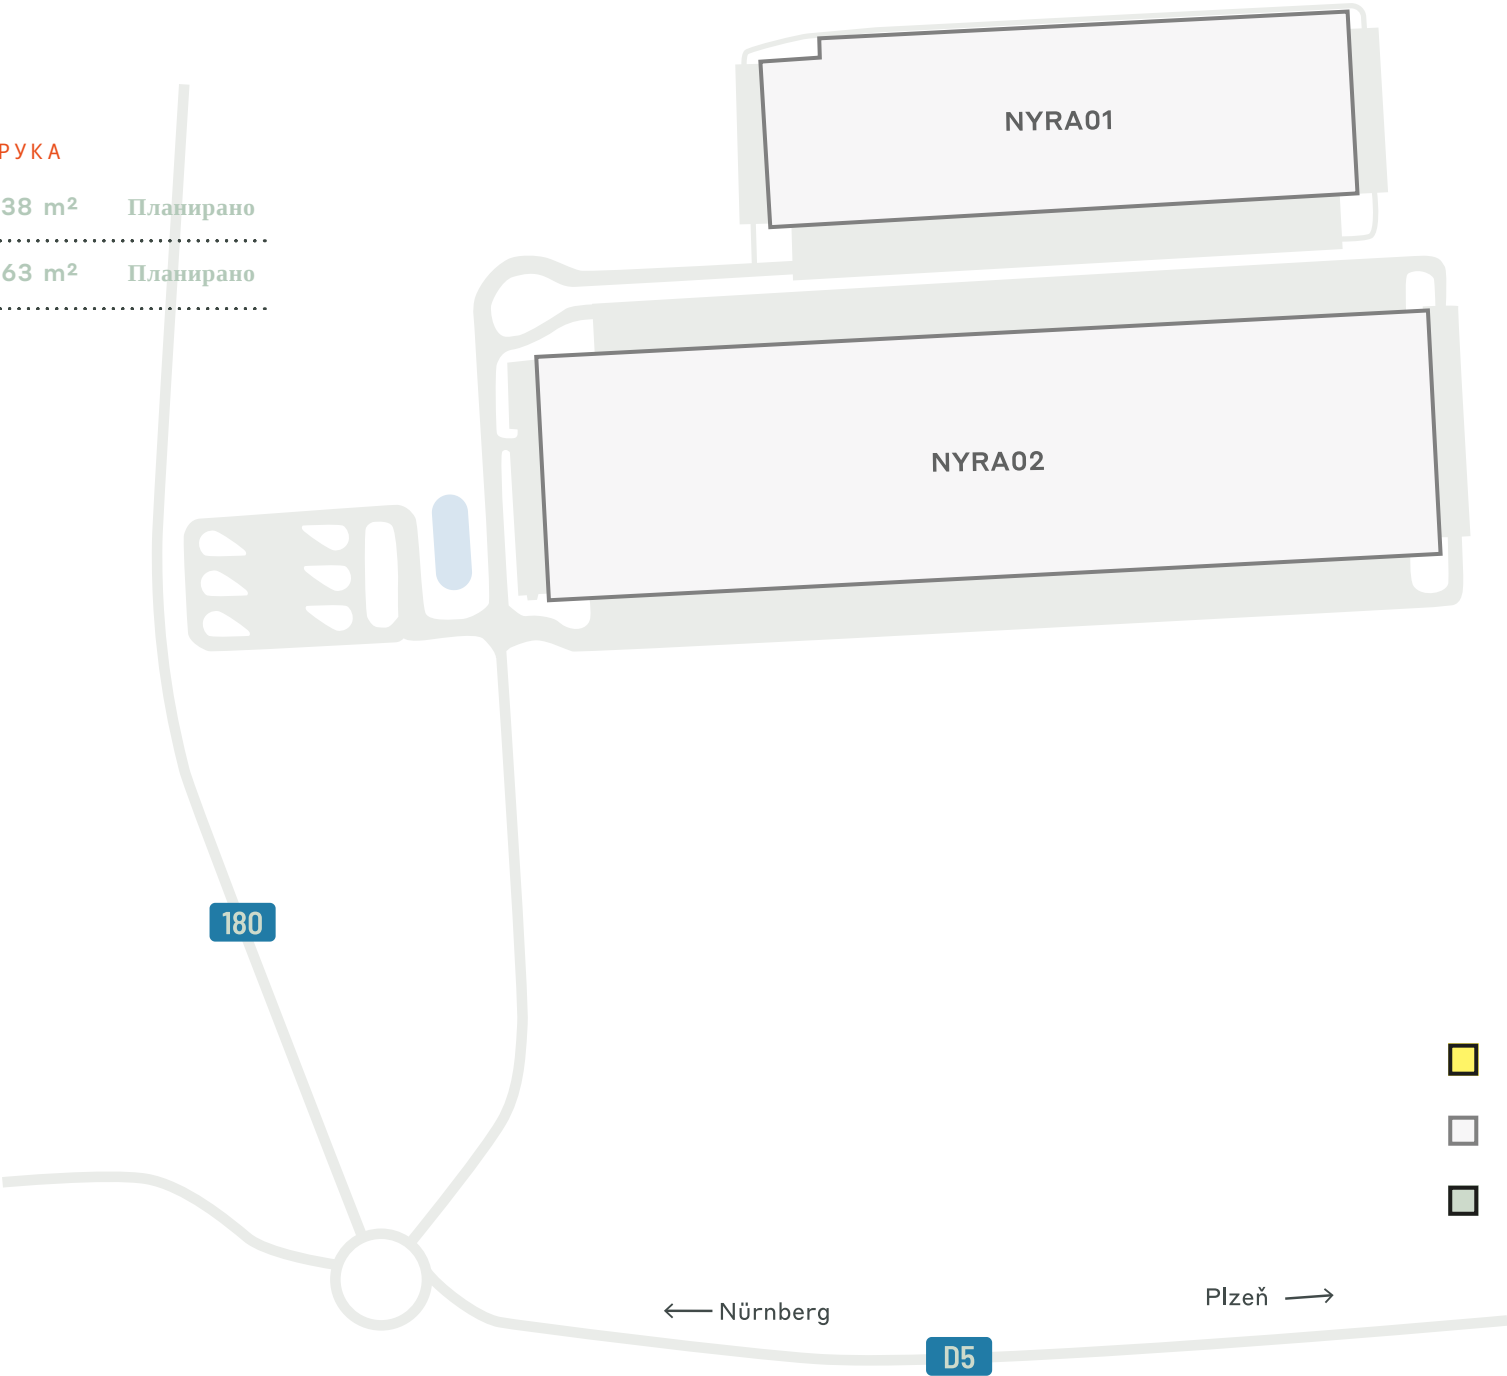 NYRA01
РУКА
38 m² Планирано
63 m² Планирано
NYRA02
180
Plzeň
Nürnberg
D5